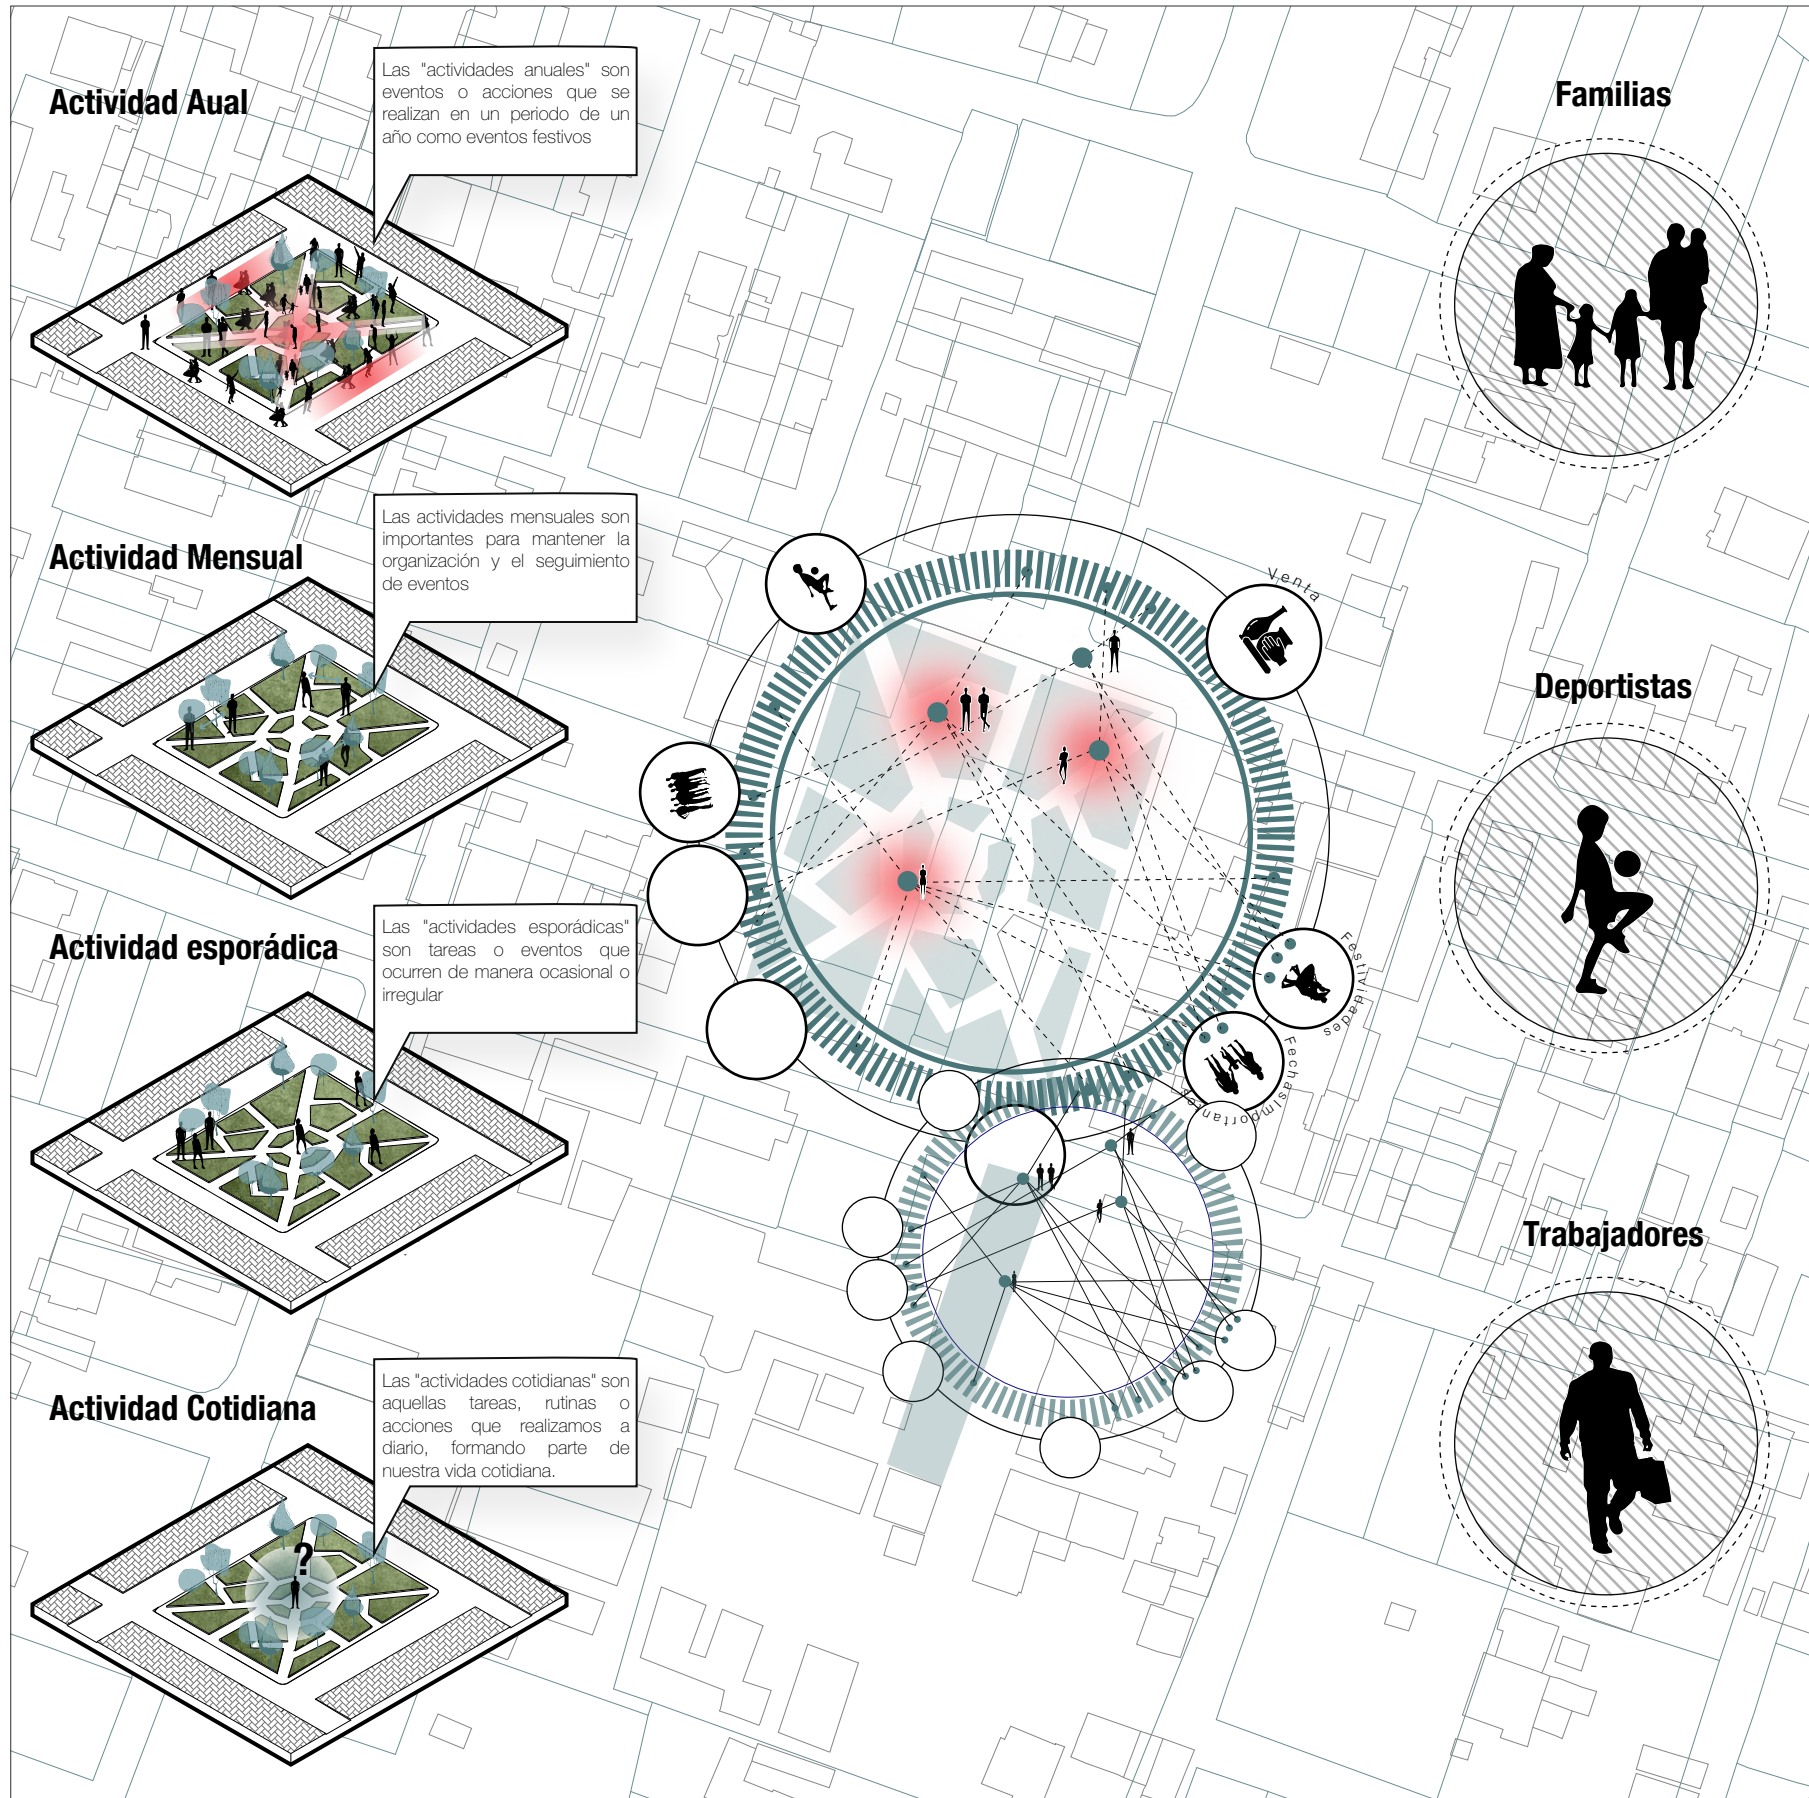 Actividad Aual
Las "actividades anuales" son
eventos o acciones que se
realizan en un periodo de un
año como eventos festivos
Familias
Actividad Mensual
Las actividades mensuales son
importantes para mantener la
organización y el seguimiento
de eventos
Venta
Deportistas
Actividad esporádica
Las "actividades esporádicas"
son tareas o eventos que
ocurren de manera ocasional o
irregular
Festividades
Fechas
Trabajadores
Actividad Cotidiana
Las "actividades cotidianas" son
aquellas tareas, rutinas o
acciones que realizamos a
diario, formando parte de
nuestra vida cotidiana.
?